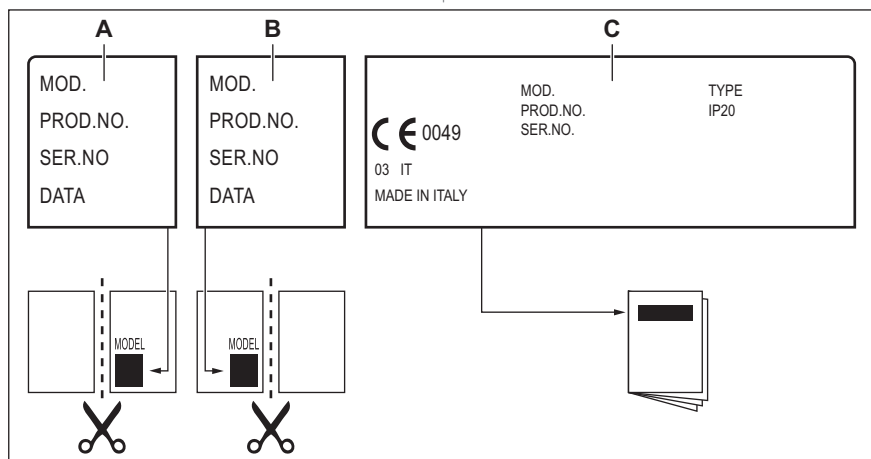 A
B
C
MOD.
PROD.NO.
SER.NO
DATA
MOD.
PROD.NO.
SER.NO
DATA
MOD.
PROD.NO.
SER.NO.
TYPE
IP20
CE 0049
03 IT
MADE IN ITALY
MODEL
MODEL